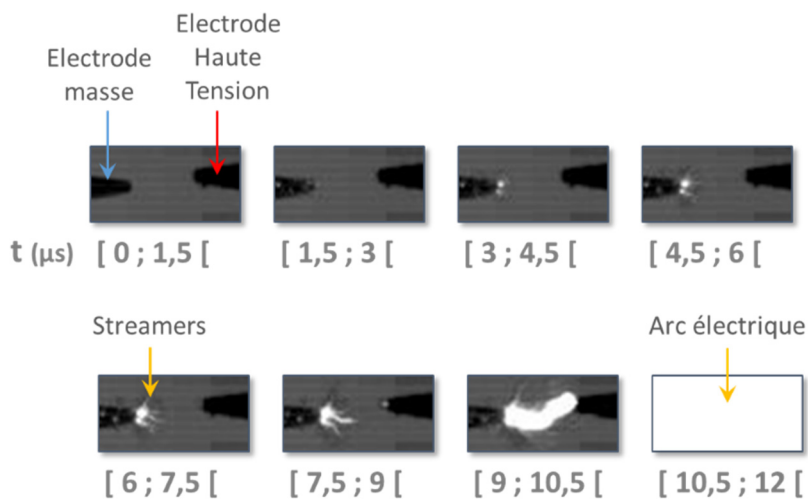 Electrode
masse
Electrode
Haute
Tension
t (µs) [ 0 ; 1,5 [ [ 1,5 ; 3 [ [ 3 ; 4,5 [ [ 4,5 ; 6 [
Streamers
Arc électrique
[ 6 ; 7,5 [ [ 7,5 ; 9 [ [ 9 ; 10,5 [ [ 10,5 ; 12 [